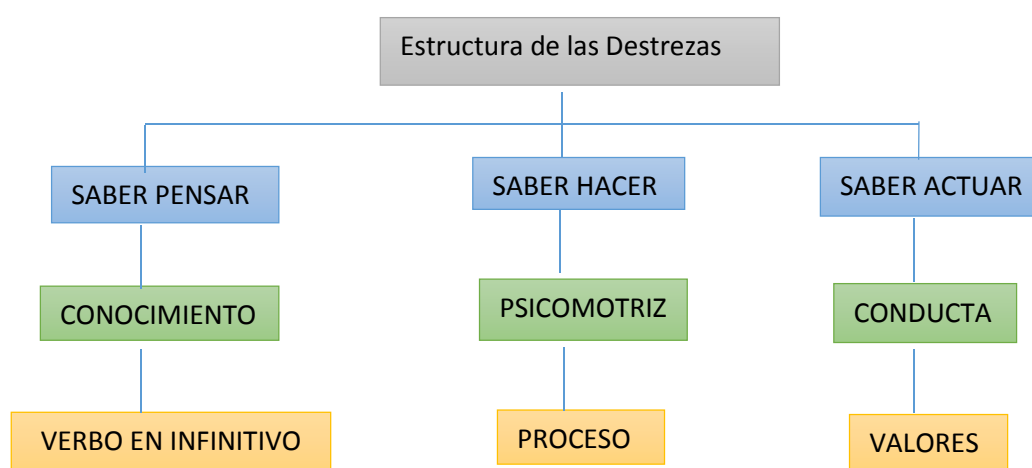 Estructura de las Destrezas
SABER PENSAR
SABER HACER
SABER ACTUAR
CONOCIMIENTO
PSICOMOTRIZ
CONDUCTA
VERBO EN INFINITIVO
PROCESO
VALORES